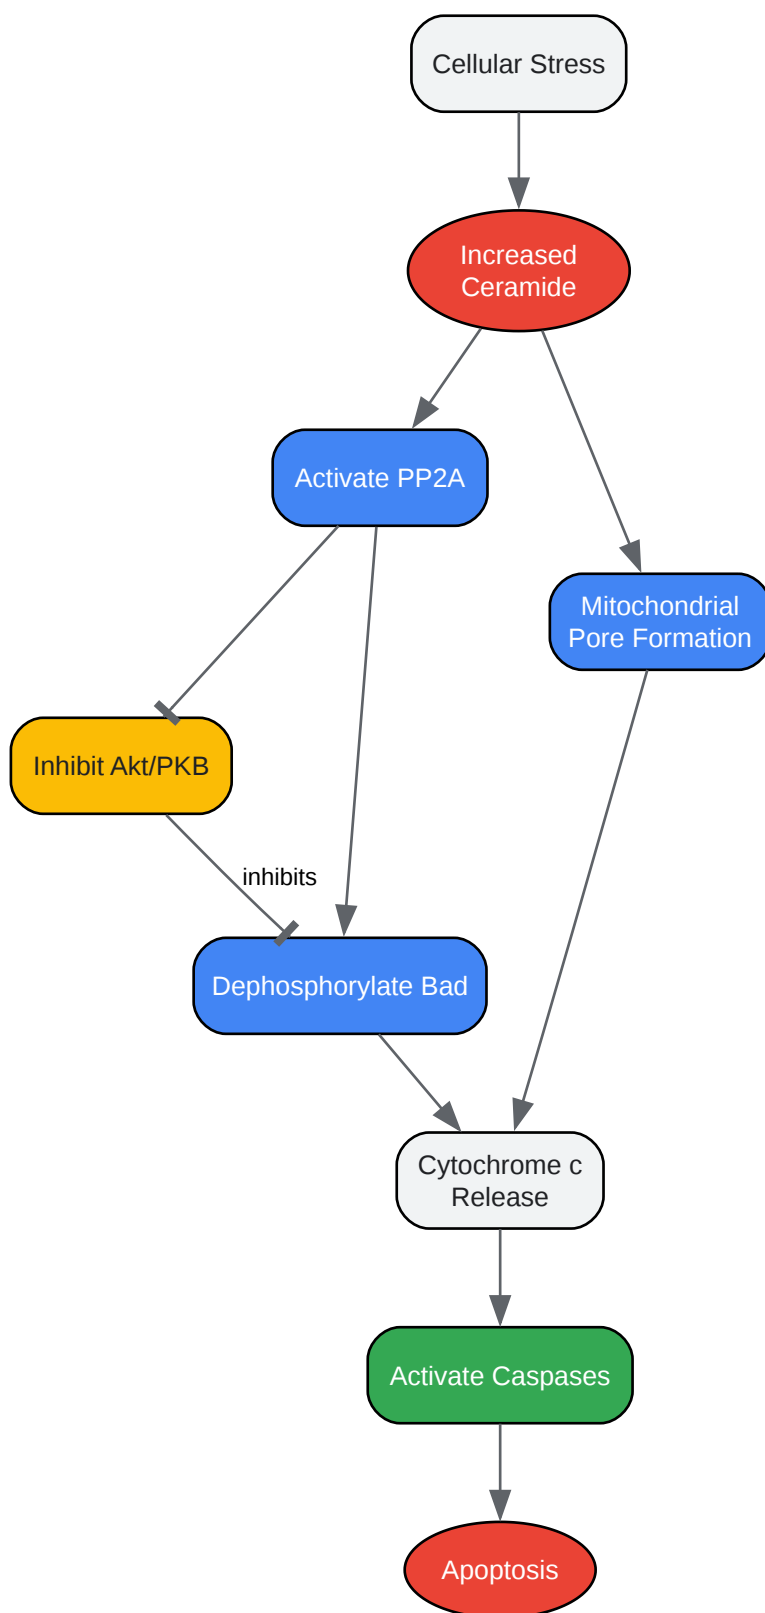 Cellular Stress
Increased
Ceramide
Activate PP2A
Mitochondrial
Pore Formation
Inhibit Akt/PKB
inhibits
Dephosphorylate Bad
Cytochrome c
Release
Activate Caspases
Apoptosis